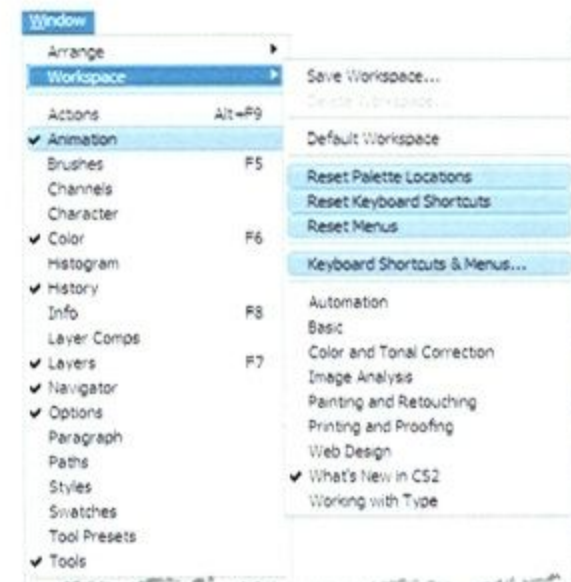 Window
Arrange
Workspace
Actions Alt+F9
Animation
Brushes F5
Channels
Character
Color F6
Histogram
History
Info F8
Layer Comps
Layers F7
Navigator
Options
Paragraph
Paths
Styles
Swatches
Tool Presets
Tools
Save Workspace...
Delete Workspace...
Default Workspace
Reset Palette Locations
Reset Keyboard Shortcuts
Reset Menus
Keyboard Shortcuts & Menus...
Automation
Basic
Color and Tonal Correction
Image Analysis
Painting and Retouching
Printing and Proofing
Web Design
What's New in CS2
Working with Type